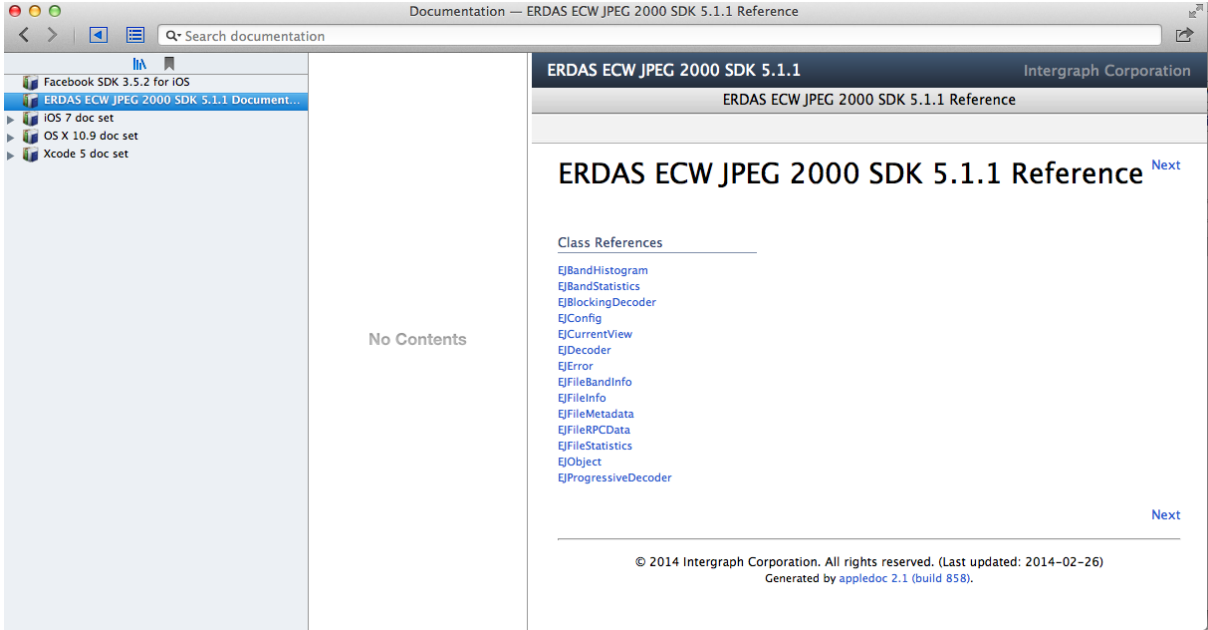 Documentation — ERDAS ECW JPEG 2000 SDK 5.1.1 Reference
Search documentation
Facebook SDK 3.5.2 for iOS
ERDAS ECW JPEG 2000 SDK 5.1.1 Document...
iOS 7 doc set
OS X 10.9 doc set
Xcode 5 doc set
No Contents
ERDAS ECW JPEG 2000 SDK 5.1.1
Intergraph Corporation
ERDAS ECW JPEG 2000 SDK 5.1.1 Reference
ERDAS ECW JPEG 2000 SDK 5.1.1 Reference
Next
Class References
EJBandHistogram
EJBandStatistics
EJBlockingDecoder
EJConfig
EJCurrentView
EJDecoder
EJError
EJFileBandInfo
EJFileInfo
EJFileMetadata
EJFileRPCData
EJFileStatistics
EJObject
EJProgressiveDecoder
Next
© 2014 Intergraph Corporation. All rights reserved. (Last updated: 2014-02-26)
Generated by appledoc 2.1 (build 858).